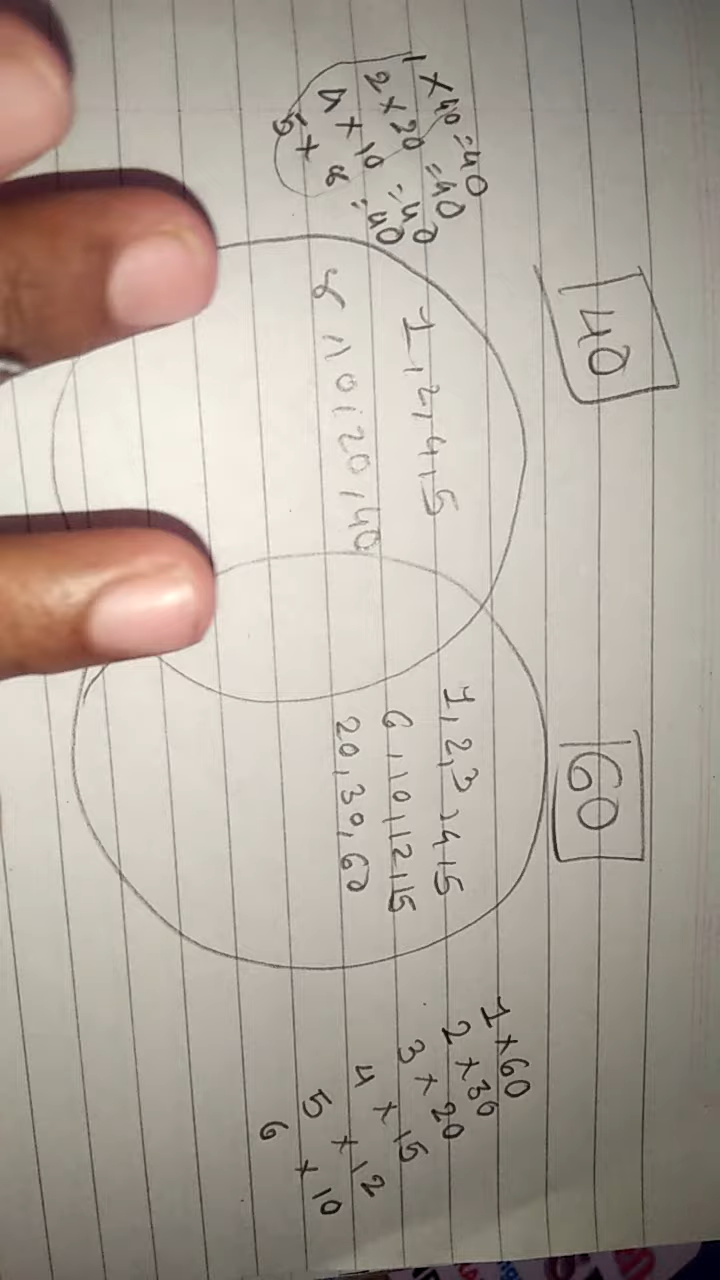 40
60
1 × 40 = 40
2 × 20 = 40
4 × 10 = 40
5 × 8 = 40
1, 2, 4, 5
8, 10, 20, 40
1, 2, 3, 4, 5
6, 10, 12, 15
20, 30, 60
1 × 60
2 × 30
3 × 20
4 × 15
5 × 12
6 × 10